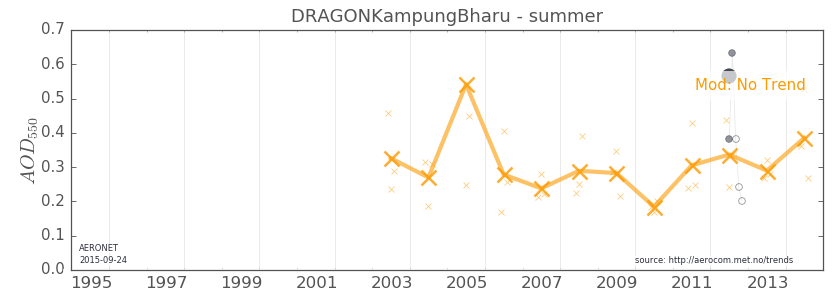 DRAGONKampungBharu - summer
0.7
0.6
0.5
0.4
0.3
0.2
0.1
0.0
AOD550
Mod: No Trend
AERONET
2015-09-24
source: http://aerocom.met.no/trends
1995 1997 1999 2001 2003 2005 2007 2009 2011 2013